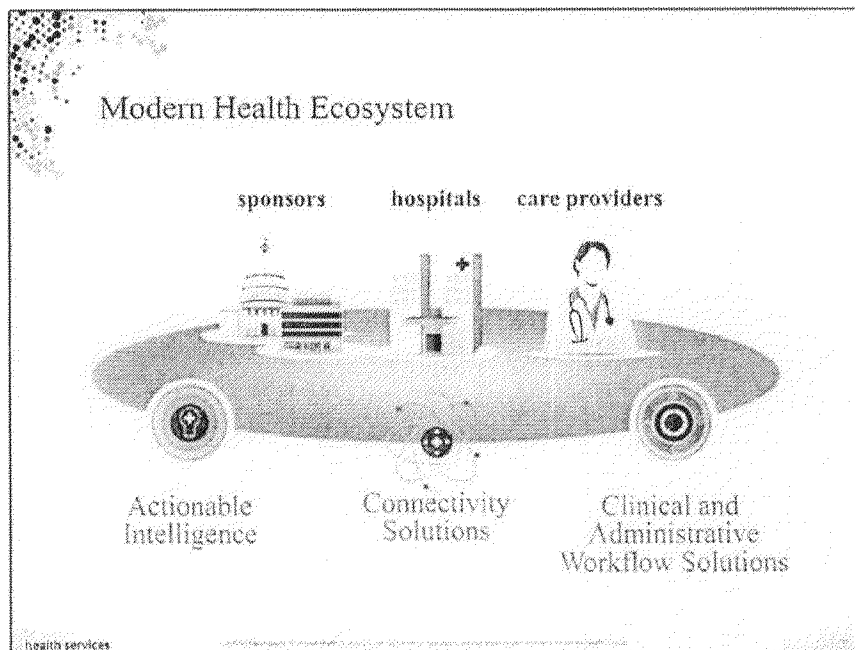 Modern Health Ecosystem
sponsors hospitals care providers
Actionable
Intelligence
Connectivity
Solutions
Clinical and
Administrative
Workflow Solutions
health services